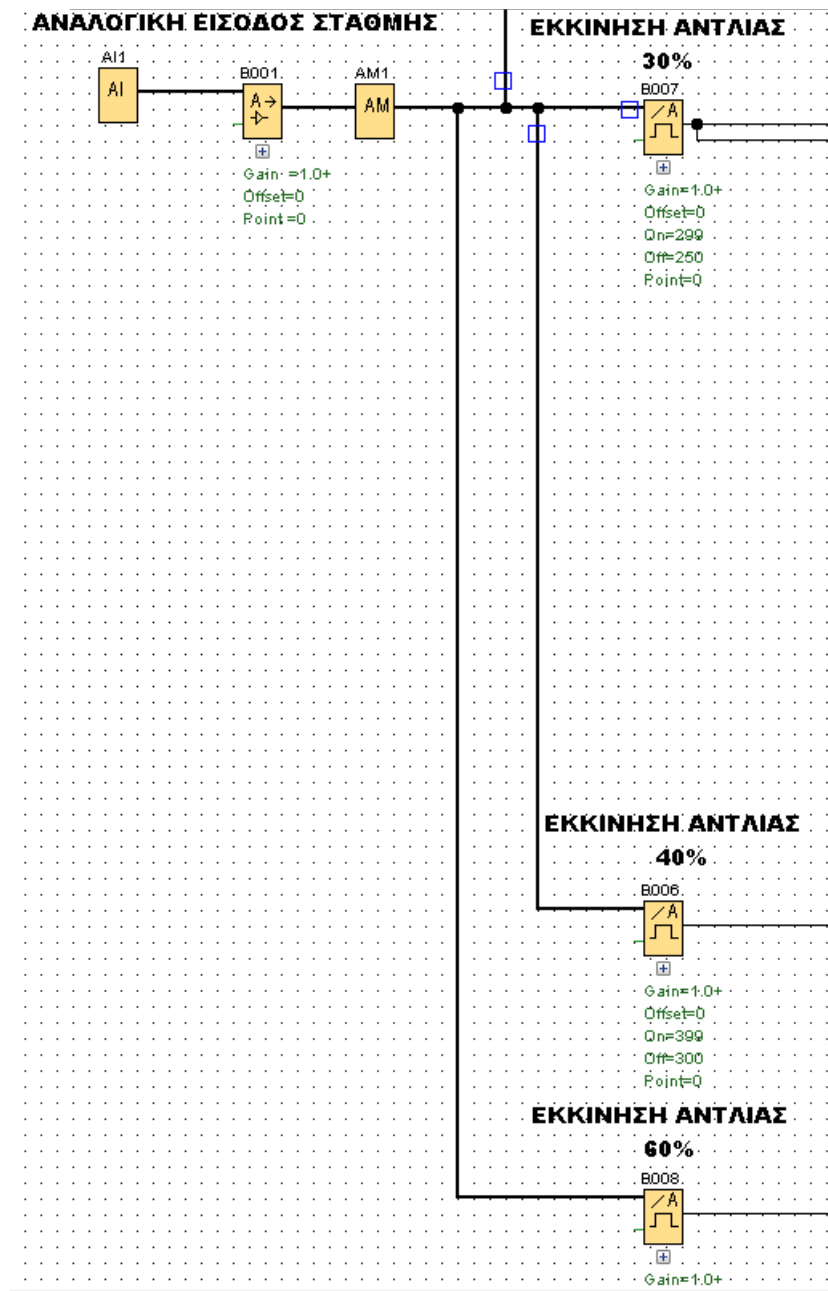 ΑΝΑΛΟΓΙΚΗ ΕΙΣΟΔΟΣ ΣΤΑΘΜΗΣ
AI1
AI
B001
A→
AM1
AM
Gain =1.0+
Offset=0
Point =0
ΕΚΚΙΝΗΣΗ ΑΝΤΛΙΑΣ
30%
B007
/A
Gain=1.0+
Offset=0
On=299
Off=250
Point=0
ΕΚΚΙΝΗΣΗ ΑΝΤΛΙΑΣ
40%
B006
/A
Gain=1.0+
Offset=0
On=399
Off=300
Point=0
ΕΚΚΙΝΗΣΗ ΑΝΤΛΙΑΣ
60%
B008
/A
Gain=1.0+